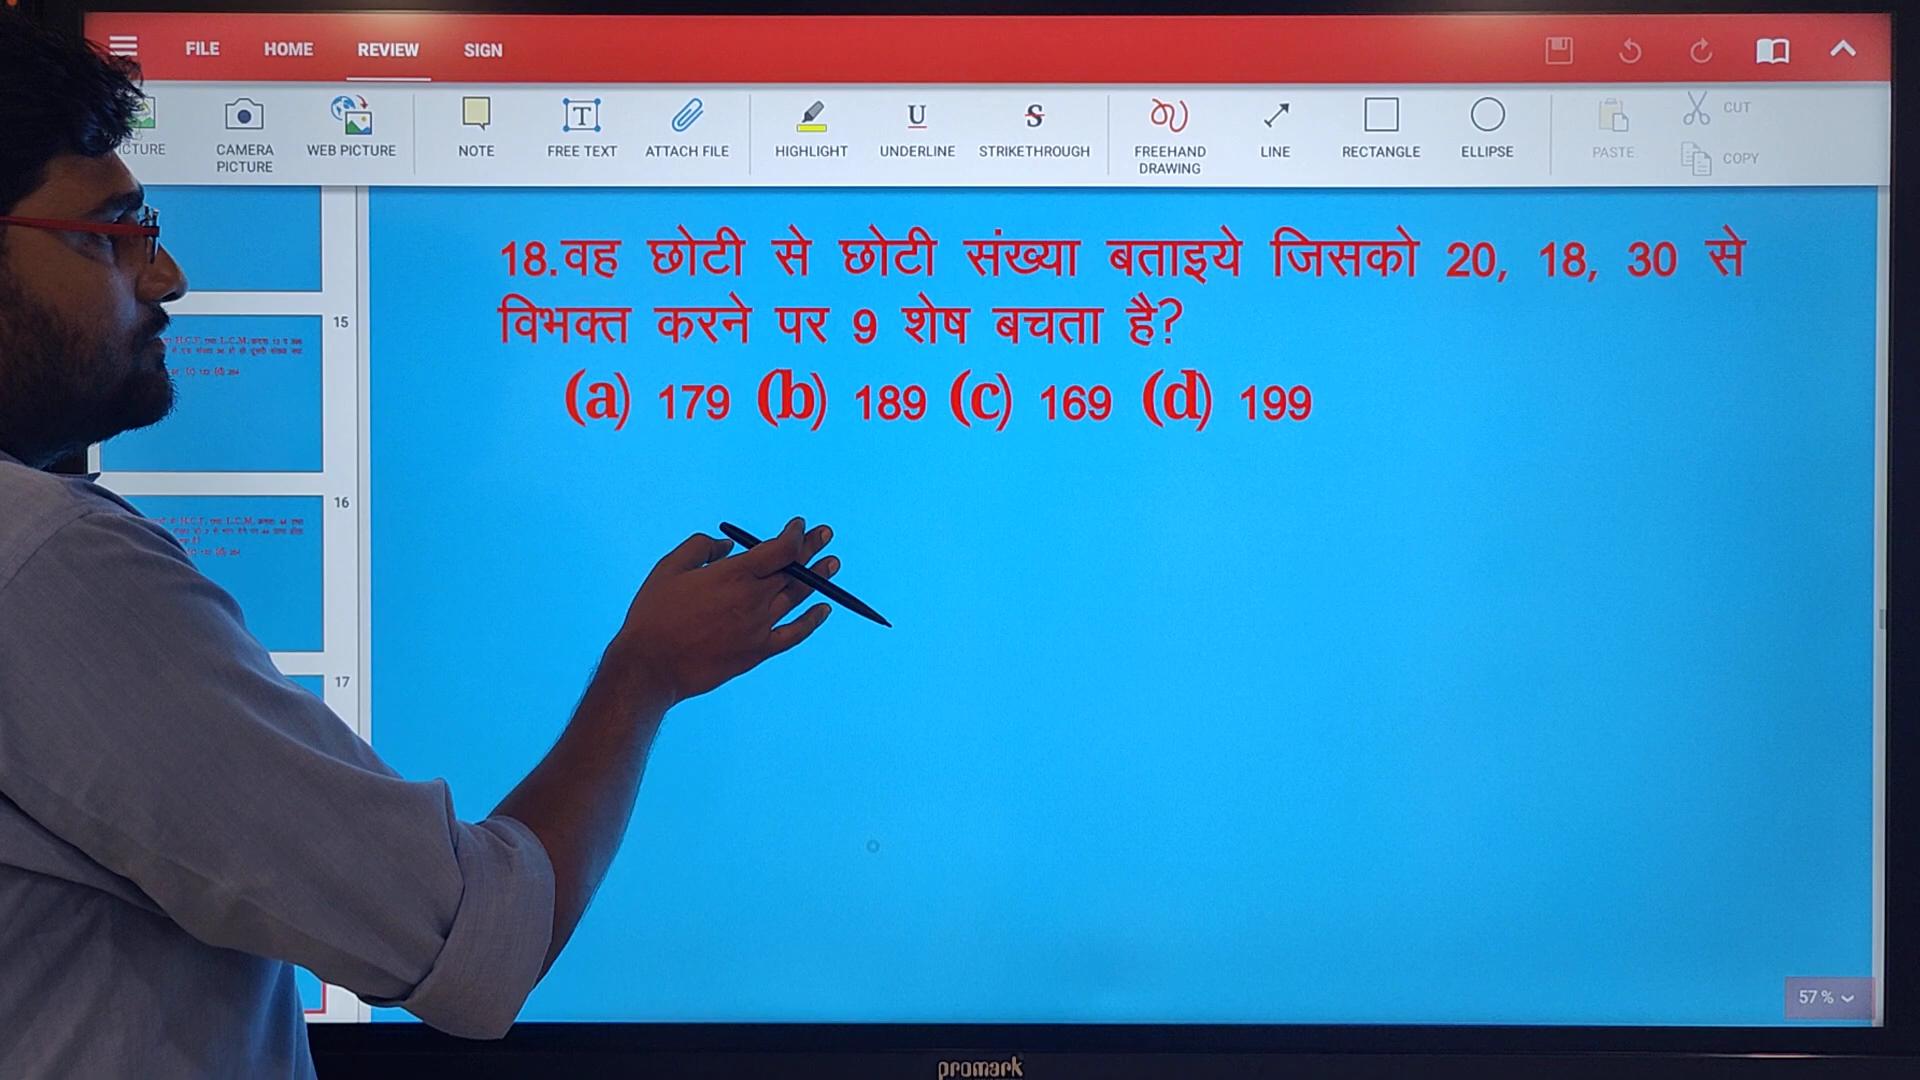 FILE HOME REVIEW SIGN
CAMERA PICTURE
WEB PICTURE
NOTE
FREE TEXT
ATTACH FILE
HIGHLIGHT
UNDERLINE
STRIKETHROUGH
FREEHAND DRAWING
LINE
RECTANGLE
ELLIPSE
PASTE
CUT
COPY
18.वह छोटी से छोटी संख्या बताइये जिसको 20, 18, 30 से
विभक्त करने पर 9 शेष बचता है?
(a) 179 (b) 189 (c) 169 (d) 199
15
16
17
57 %
promark